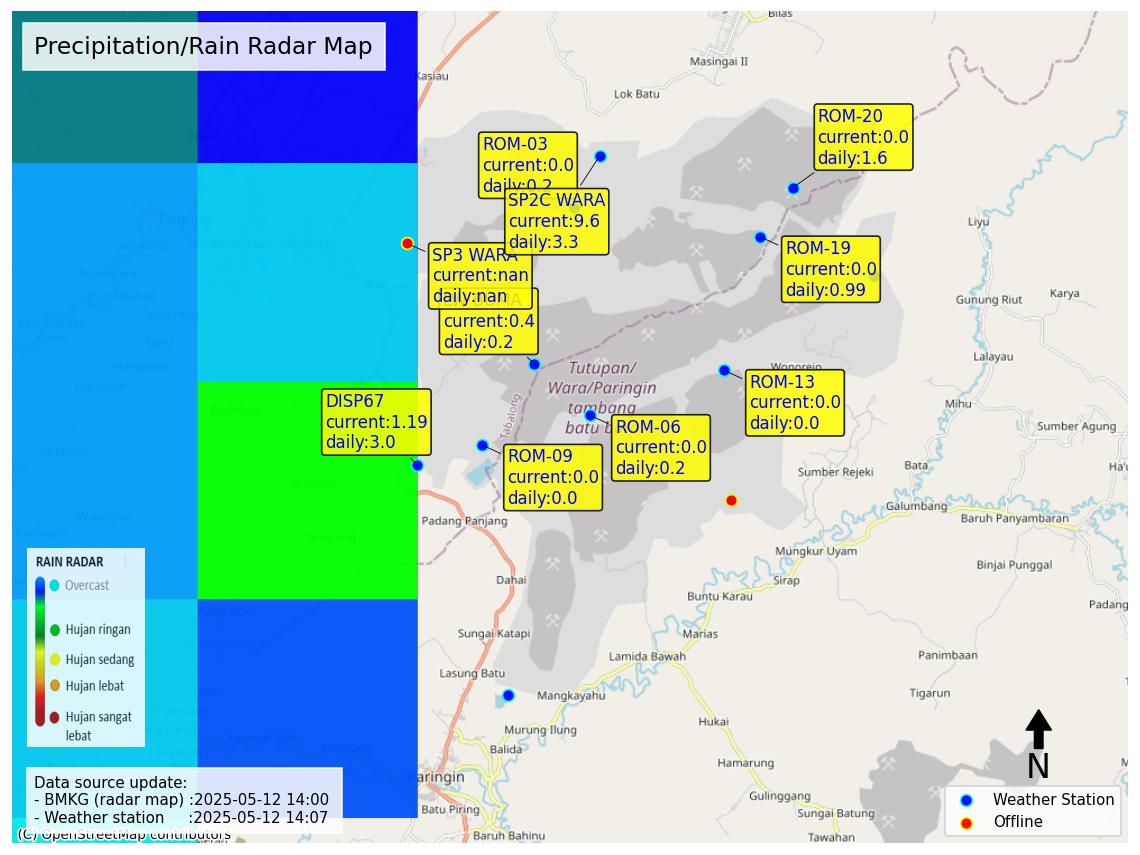 Precipitation/Rain Radar Map
Bilas
Masingai II
Kasiau
Lok Batu
ROM-20
current:0.0
daily:1.6
ROM-03
current:0.0
daily:0.2
SP2C WARA
current:9.6
daily:3.3
Liyu
Tanjung
ROM-19
current:0.0
daily:0.99
SP3 WARA
current:nan
daily:nan
current:0.4
daily:0.2
Gunung Riut
Karya
Lalayau
Wonorejo
Tutupan/
Wara/Paringin
tambang
batu b
ROM-13
current:0.0
daily:0.0
Mihu
DISP67
current:1.19
daily:3.0
Tabalong
ROM-06
current:0.0
daily:0.2
Sumber Agung
ROM-09
current:0.0
daily:0.0
Sumber Rejeki
Bata
Ha'u
Galumbang
Baruh Panyambaran
Padang Panjang
Mungkur Uyam
Binjai Punggal
RAIN RADAR
Overcast
Hujan ringan
Hujan sedang
Hujan lebat
Hujan sangat
lebat
Dahai
Sirap
Buntu Karau
Padang
Sungai Katapi
Marias
Lamida Bawah
Panimbaan
Lasung Batu
Mangkayahu
Tigarun
Murung Ilung
Hukai
Balida
Hamarung
Paringin
Gulinggang
Batu Piring
Sungai Batung
Baruh Bahinu
Tawahan
N
Data source update:
- BMKG (radar map) :2025-05-12 14:00
- Weather station :2025-05-12 14:07
(C) OpenStreetMap contributors
Weather Station
Offline